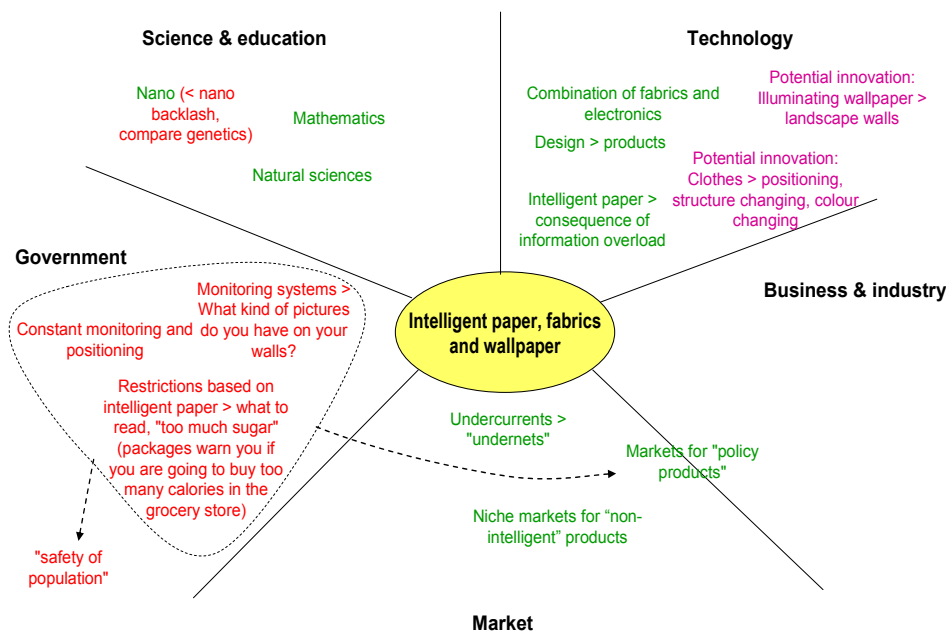 Science & education
Technology
Nano (< nano
backlash,
compare genetics)
Mathematics
Natural sciences
Combination of fabrics and
electronics
Design > products
Intelligent paper >
consequence of
information overload
Potential innovation:
Illuminating wallpaper >
landscape walls
Potential innovation:
Clothes > positioning,
structure changing, colour
changing
Government
Monitoring systems >
What kind of pictures
do you have on your
walls?
Constant monitoring and
positioning
Restrictions based on
intelligent paper > what to
read, "too much sugar"
(packages warn you if
you are going to buy too
many calories in the
grocery store)
"safety of
population"
Intelligent paper, fabrics
and wallpaper
Business & industry
Undercurrents >
"undernets"
Markets for "policy
products"
Niche markets for “non-
intelligent” products
Market